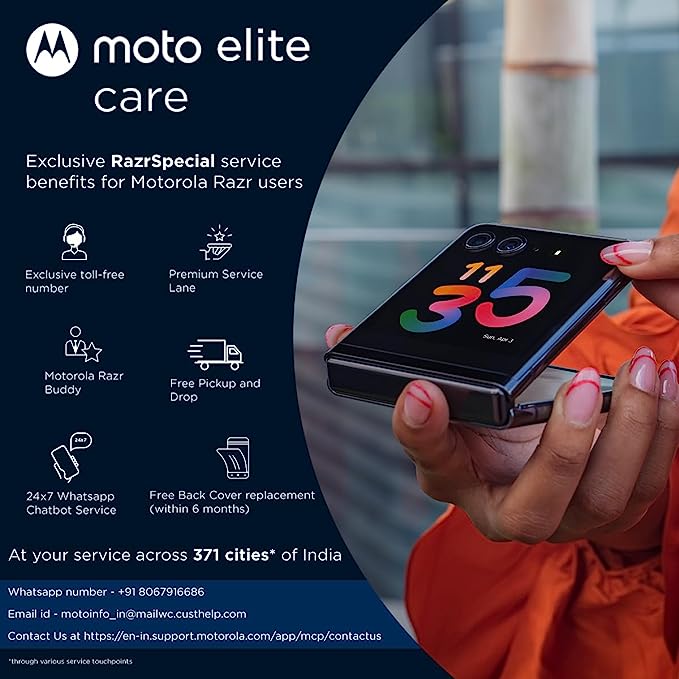 moto elite
care
Exclusive RazrSpecial service
benefits for Motorola Razr users
Exclusive toll-free
number
Premium Service
Lane
Motorola Razr
Buddy
Free Pickup and
Drop
24x7
24x7 Whatsapp
Chatbot Service
Free Back Cover replacement
(within 6 months)
At your service across 371 cities* of India
Whatsapp number - +91 8067916686
Email id - motoinfo_in@mailwc.custhelp.com
Contact Us at https://en-in.support.motorola.com/app/mcp/contactus
*through various service touchpoints
11
35
Sun, Apr 3